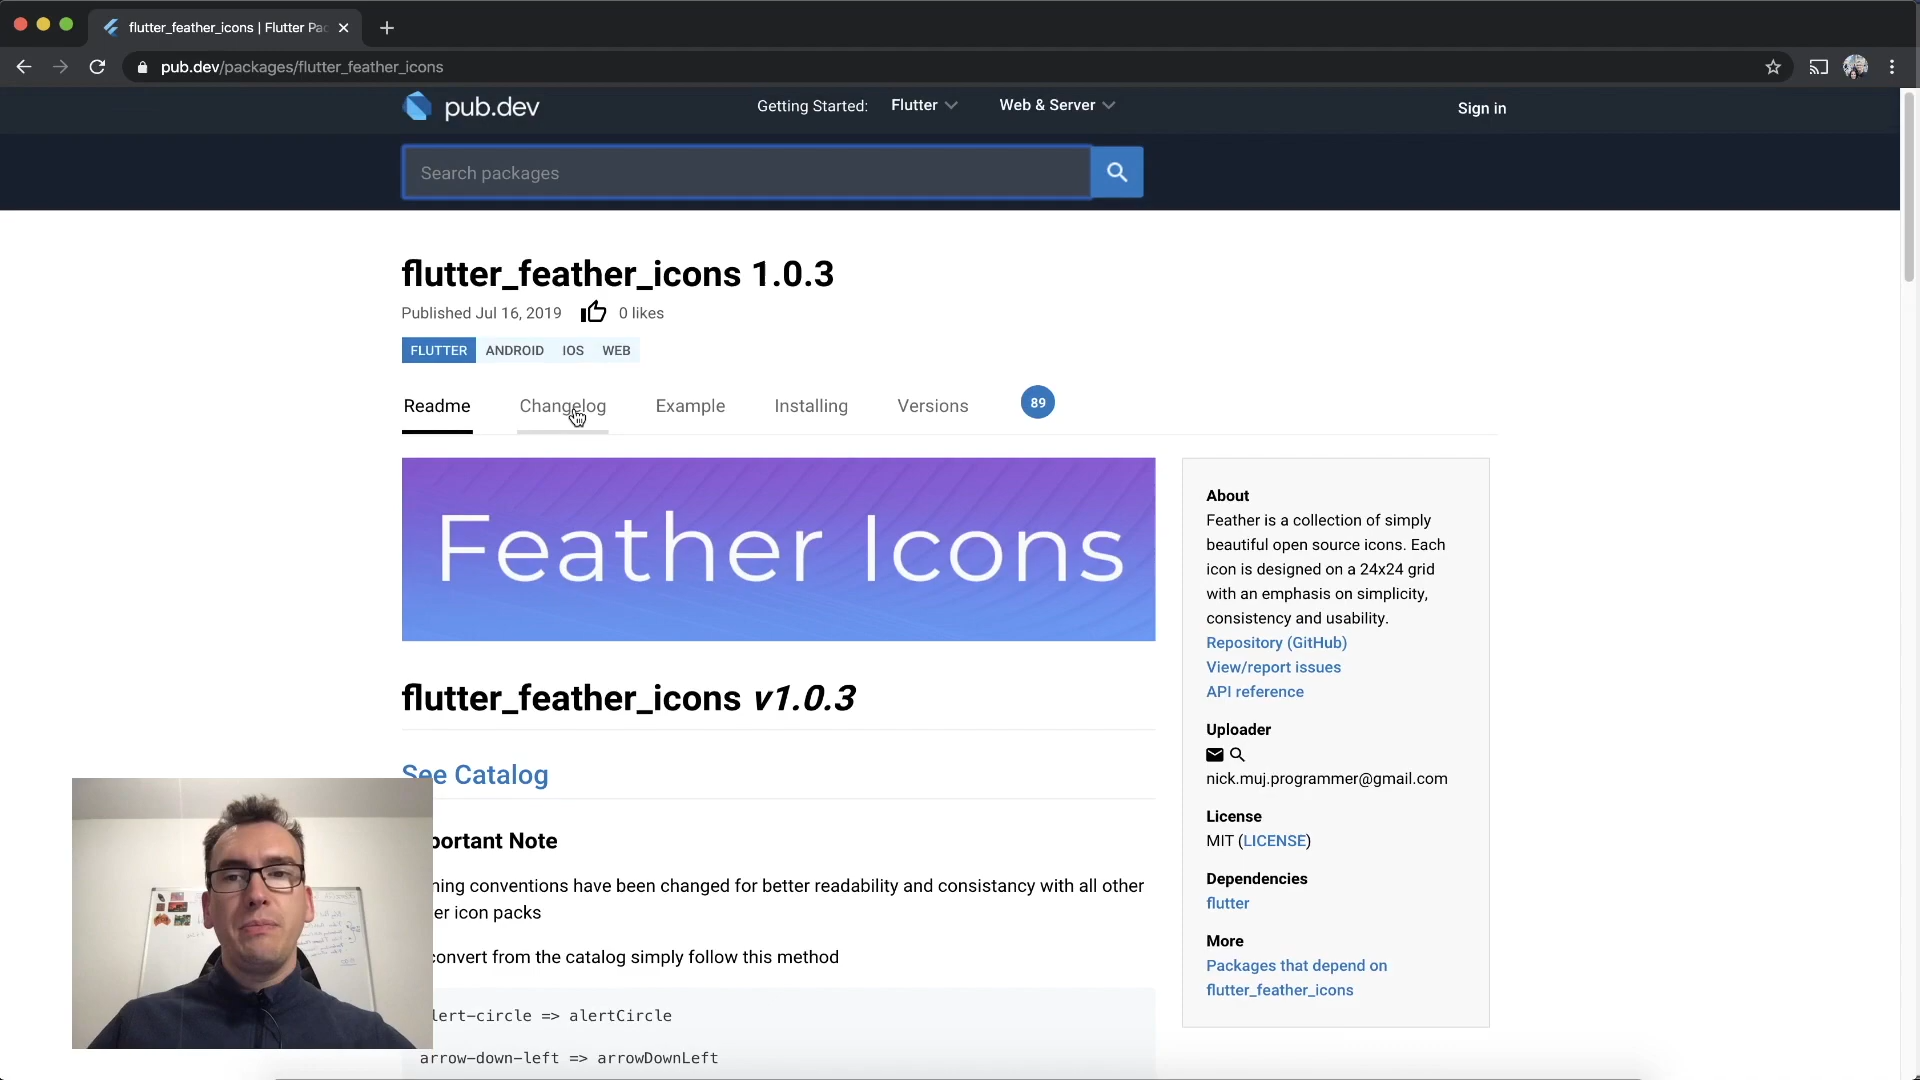 flutter_feather_icons | Flutter Pac
pub.dev/packages/flutter_feather_icons
pub.dev
Getting Started:
Flutter
Web & Server
Sign in
Search packages
flutter_feather_icons 1.0.3
Published Jul 16, 2019
0 likes
FLUTTER ANDROID IOS WEB
Readme
Changelog
Example
Installing
Versions
89
Feather Icons
flutter_feather_icons v1.0.3
See Catalog
portant Note
ning conventions have been changed for better readability and consistancy with all other
er icon packs
convert from the catalog simply follow this method
lert-circle => alertCircle
arrow-down-left => arrowDownLeft
About
Feather is a collection of simply
beautiful open source icons. Each
icon is designed on a 24x24 grid
with an emphasis on simplicity,
consistency and usability.
Repository (GitHub)
View/report issues
API reference
Uploader
nick.muj.programmer@gmail.com
License
MIT (LICENSE)
Dependencies
flutter
More
Packages that depend on
flutter_feather_icons